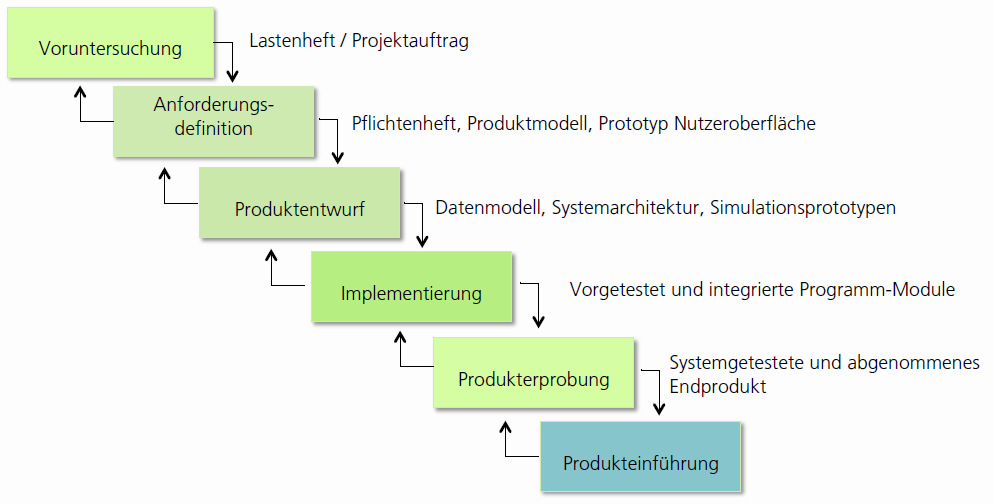 Voruntersuchung
Lastenheft / Projektauftrag
Anforderungs-
definition
Pflichtenheft, Produktmodell, Prototyp Nutzeroberfläche
Produktentwurf
Datenmodell, Systemarchitektur, Simulationsprototypen
Implementierung
Vorgetestet und integrierte Programm-Module
Produkterprobung
Systemgetestete und abgenommenes
Endprodukt
Produkteinführung